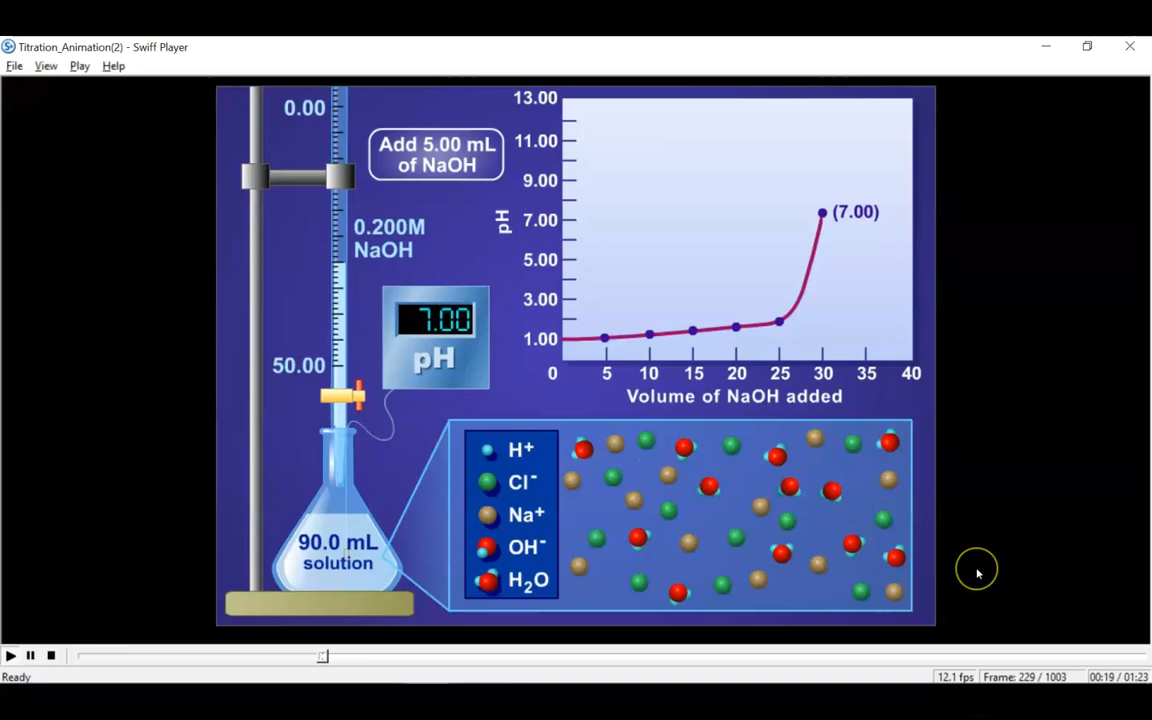 Titration_Animation(2) - Swiff Player
File View Play Help
0.00
Add 5.00 mL
of NaOH
0.200M
NaOH
7.00
pH
50.00
90.0 mL
solution
13.00
11.00
9.00
7.00
5.00
3.00
1.00
pH
(7.00)
0 5 10 15 20 25 30 35 40
Volume of NaOH added
H+
Cl-
Na+
OH-
H2O
Ready
12.1 fps Frame: 229 / 1003 00:19 / 01:23